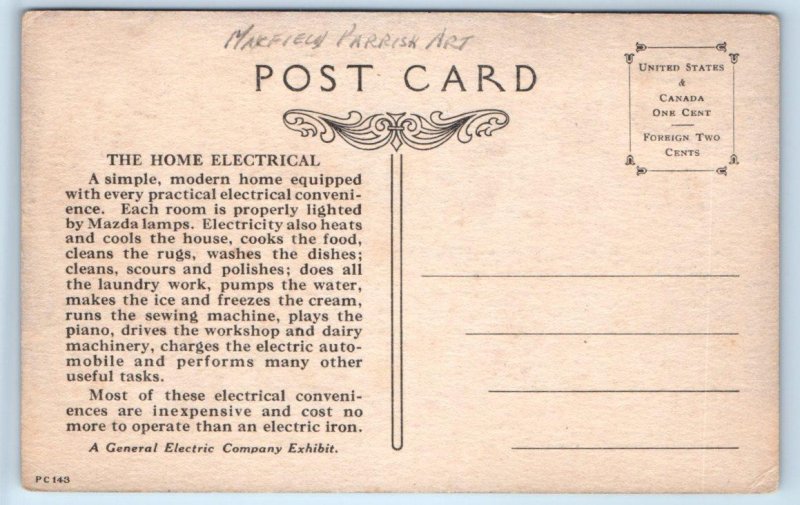 Maxfield Parrish Art
POST CARD
UNITED STATES
&
CANADA
ONE CENT
FOREIGN TWO
CENTS
THE HOME ELECTRICAL
A simple, modern home equipped
with every practical electrical conveni-
ence. Each room is properly lighted
by Mazda lamps. Electricity also heats
and cools the house, cooks the food,
cleans the rugs, washes the dishes;
cleans, scours and polishes; does all
the laundry work, pumps the water,
makes the ice and freezes the cream,
runs the sewing machine, plays the
piano, drives the workshop and dairy
machinery, charges the electric auto-
mobile and performs many other
useful tasks.
Most of these electrical conveni-
ences are inexpensive and cost no
more to operate than an electric iron.
A General Electric Company Exhibit.
PC143